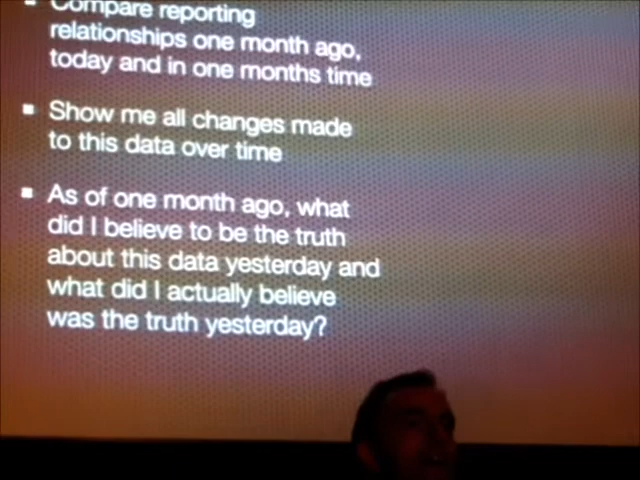 Compare reporting
relationships one month ago,
today and in one months time
Show me all changes made
to this data over time
As of one month ago, what
did I believe to be the truth
about this data yesterday and
what did I actually believe
was the truth yesterday?